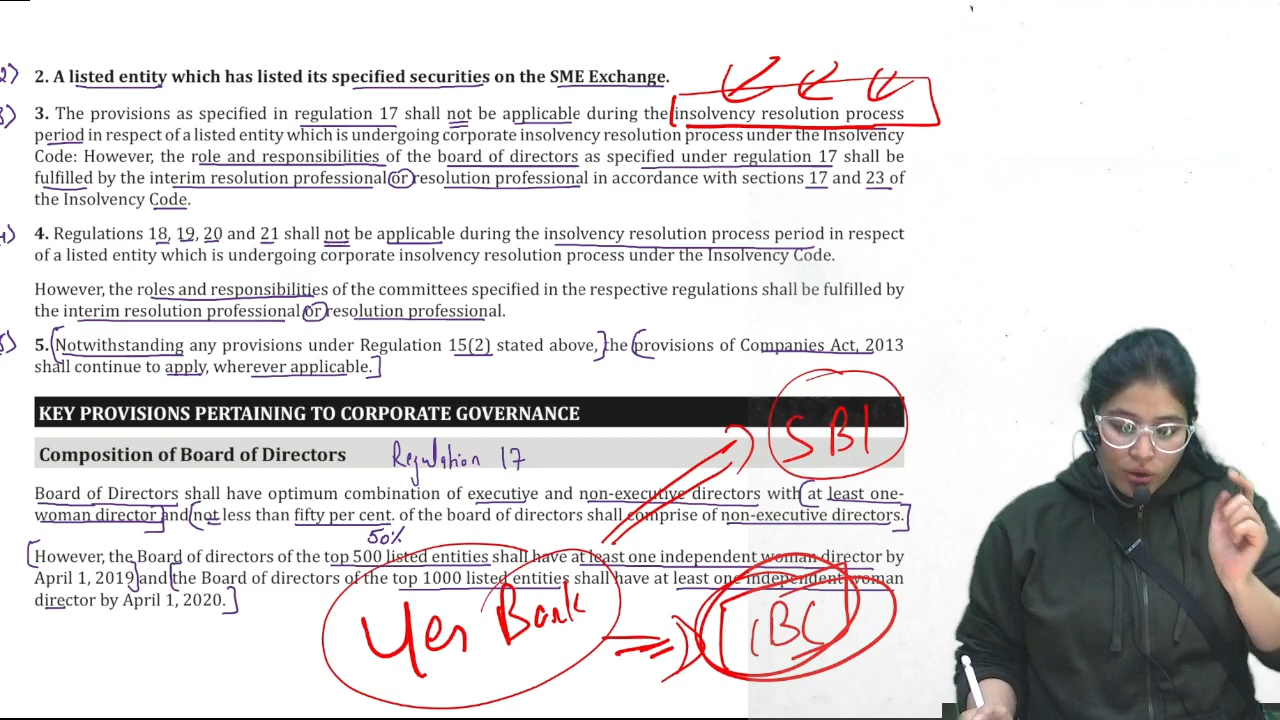 2)
2. A listed entity which has listed its specified securities on the SME Exchange.
3. The provisions as specified in regulation 17 shall not be applicable during the insolvency resolution process
period in respect of a listed entity which is undergoing corporate insolvency resolution process under the Insolvency
Code: However, the role and responsibilities of the board of directors as specified under regulation 17 shall be
fulfilled by the interim resolution professional or resolution professional in accordance with sections 17 and 23 of
the Insolvency Code.
4. Regulations 18, 19, 20 and 21 shall not be applicable during the insolvency resolution process period in respect
of a listed entity which is undergoing corporate insolvency resolution process under the Insolvency Code.
However, the roles and responsibilities of the committees specified in the respective regulations shall be fulfilled by
the interim resolution professional or resolution professional.
5. Notwithstanding any provisions under Regulation 15(2) stated above, the provisions of Companies Act, 2013
shall continue to apply, wherever applicable.
KEY PROVISIONS PERTAINING TO CORPORATE GOVERNANCE
SBI
Composition of Board of Directors Regulation 17
Board of Directors shall have optimum combination of executive and non-executive directors with at least one-
woman director and not less than fifty per cent. of the board of directors shall comprise of non-executive directors.
50%
However, the Board of directors of the top 500 listed entities shall have at least one independent woman director by
April 1, 2019 and the Board of directors of the top 1000 listed entities shall have at least one independent woman
director by April 1, 2020.
Yes Bank
IBC